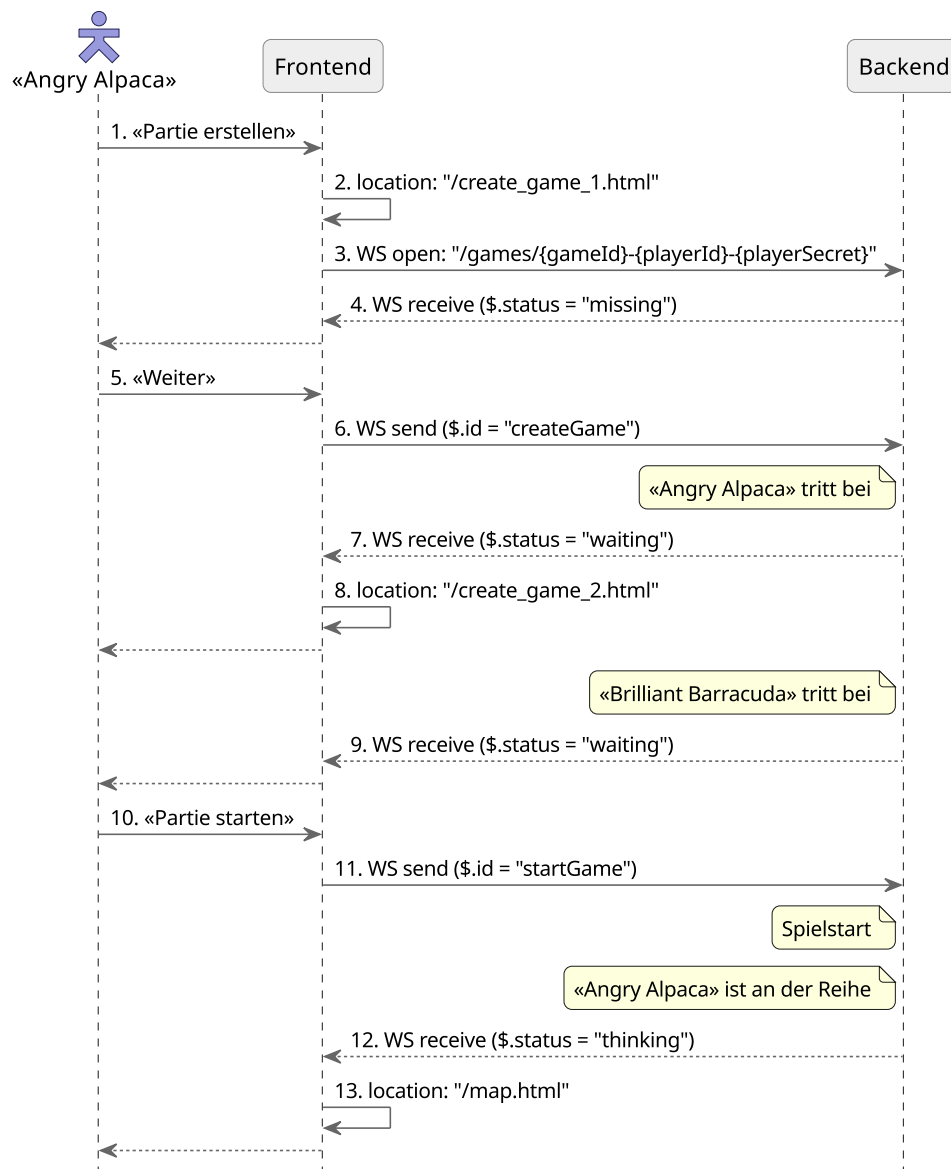 «Angry Alpaca»
Frontend
Backend
1. «Partie erstellen»
2. location: "/create_game_1.html"
3. WS open: "/games/{gameId}-{playerId}-{playerSecret}"
4. WS receive ($.status = "missing")
5. «Weiter»
6. WS send ($.id = "createGame")
«Angry Alpaca» tritt bei
7. WS receive ($.status = "waiting")
8. location: "/create_game_2.html"
«Brilliant Barracuda» tritt bei
9. WS receive ($.status = "waiting")
10. «Partie starten»
11. WS send ($.id = "startGame")
Spielstart
«Angry Alpaca» ist an der Reihe
12. WS receive ($.status = "thinking")
13. location: "/map.html"